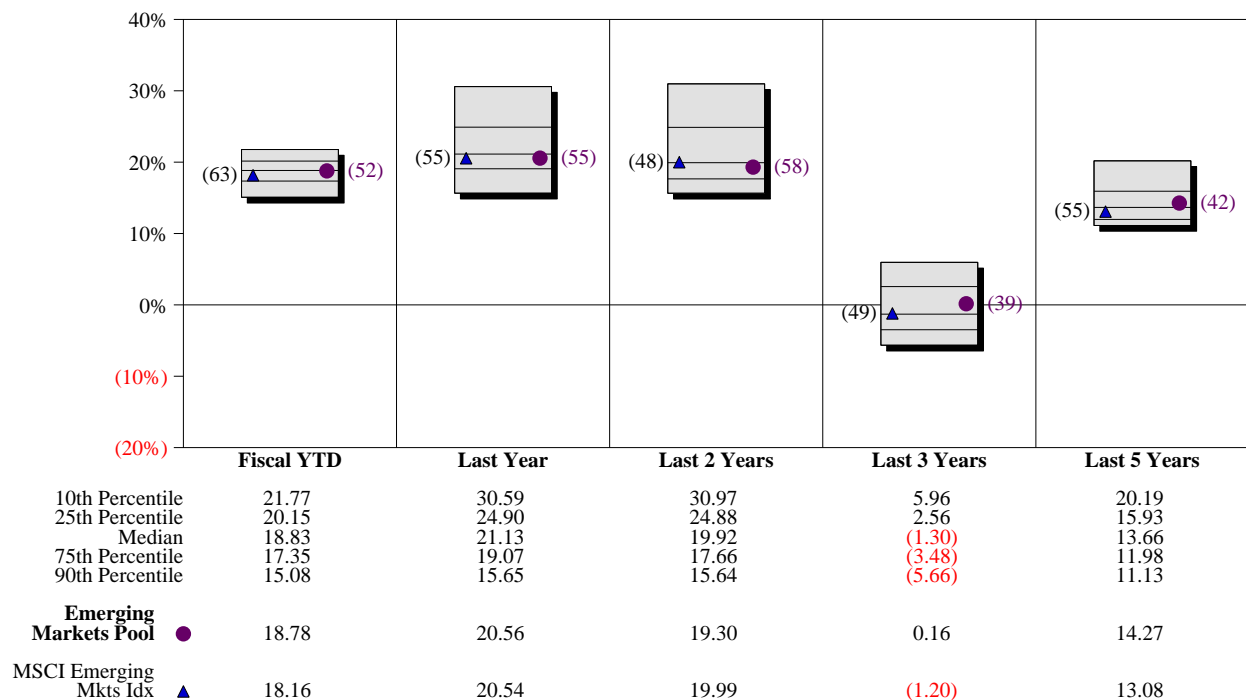 40%
30%
20%
10%
0%
(10%)
(20%)
(63)
(52)
(55)
(55)
(48)
(58)
(49)
(39)
(55)
(42)
Fiscal YTD Last Year Last 2 Years Last 3 Years Last 5 Years
10th Percentile 21.77 30.59 30.97 5.96 20.19
25th Percentile 20.15 24.90 24.88 2.56 15.93
Median 18.83 21.13 19.92 (1.30) 13.66
75th Percentile 17.35 19.07 17.66 (3.48) 11.98
90th Percentile 15.08 15.65 15.64 (5.66) 11.13
Emerging
Markets Pool 18.78 20.56 19.30 0.16 14.27
MSCI Emerging
Mkts Idx 18.16 20.54 19.99 (1.20) 13.08